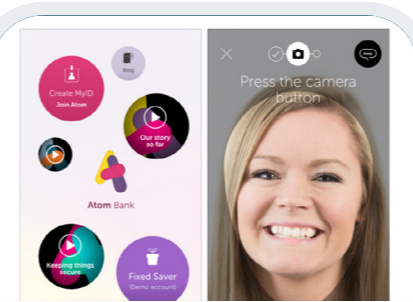 Blog
Create MyID
Join Atom
Our story
so far
Atom Bank
Keeping things
secure
Fixed Saver
(Demo account)
Help
Press the camera
button